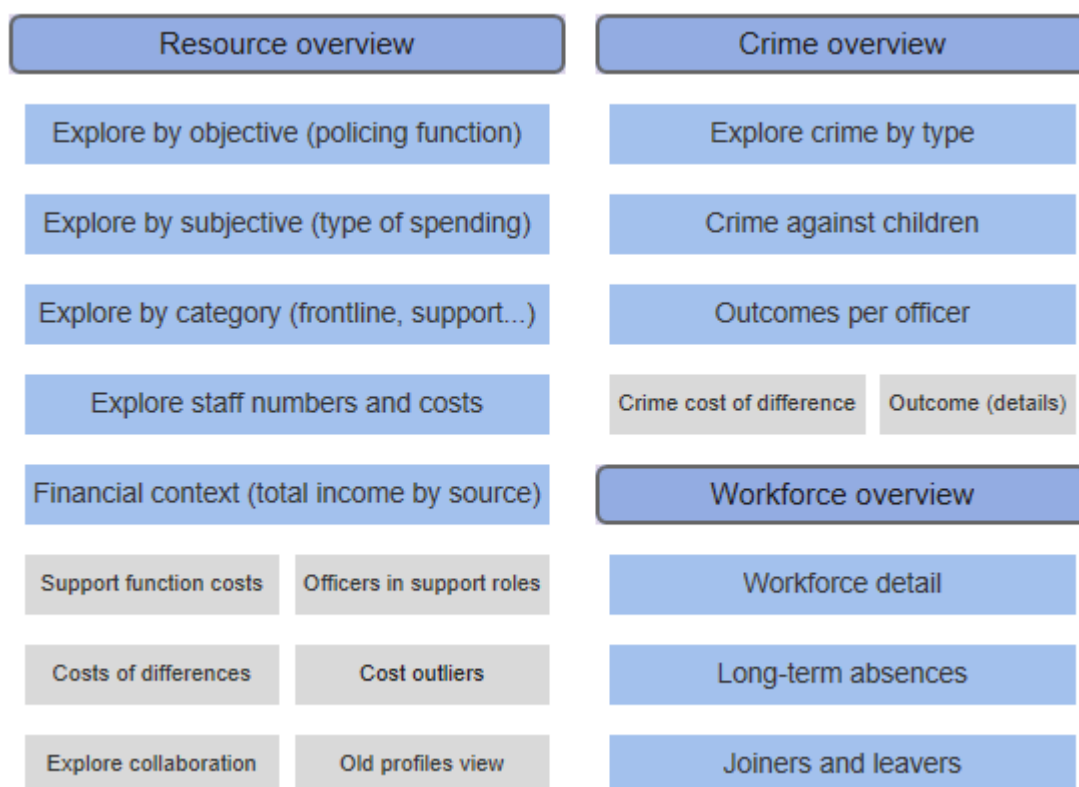 Resource overview
Explore by objective (policing function)
Explore by subjective (type of spending)
Explore by category (frontline, support...)
Explore staff numbers and costs
Financial context (total income by source)
Support function costs
Officers in support roles
Costs of differences
Cost outliers
Explore collaboration
Old profiles view
Crime overview
Explore crime by type
Crime against children
Outcomes per officer
Crime cost of difference
Outcome (details)
Workforce overview
Workforce detail
Long-term absences
Joiners and leavers